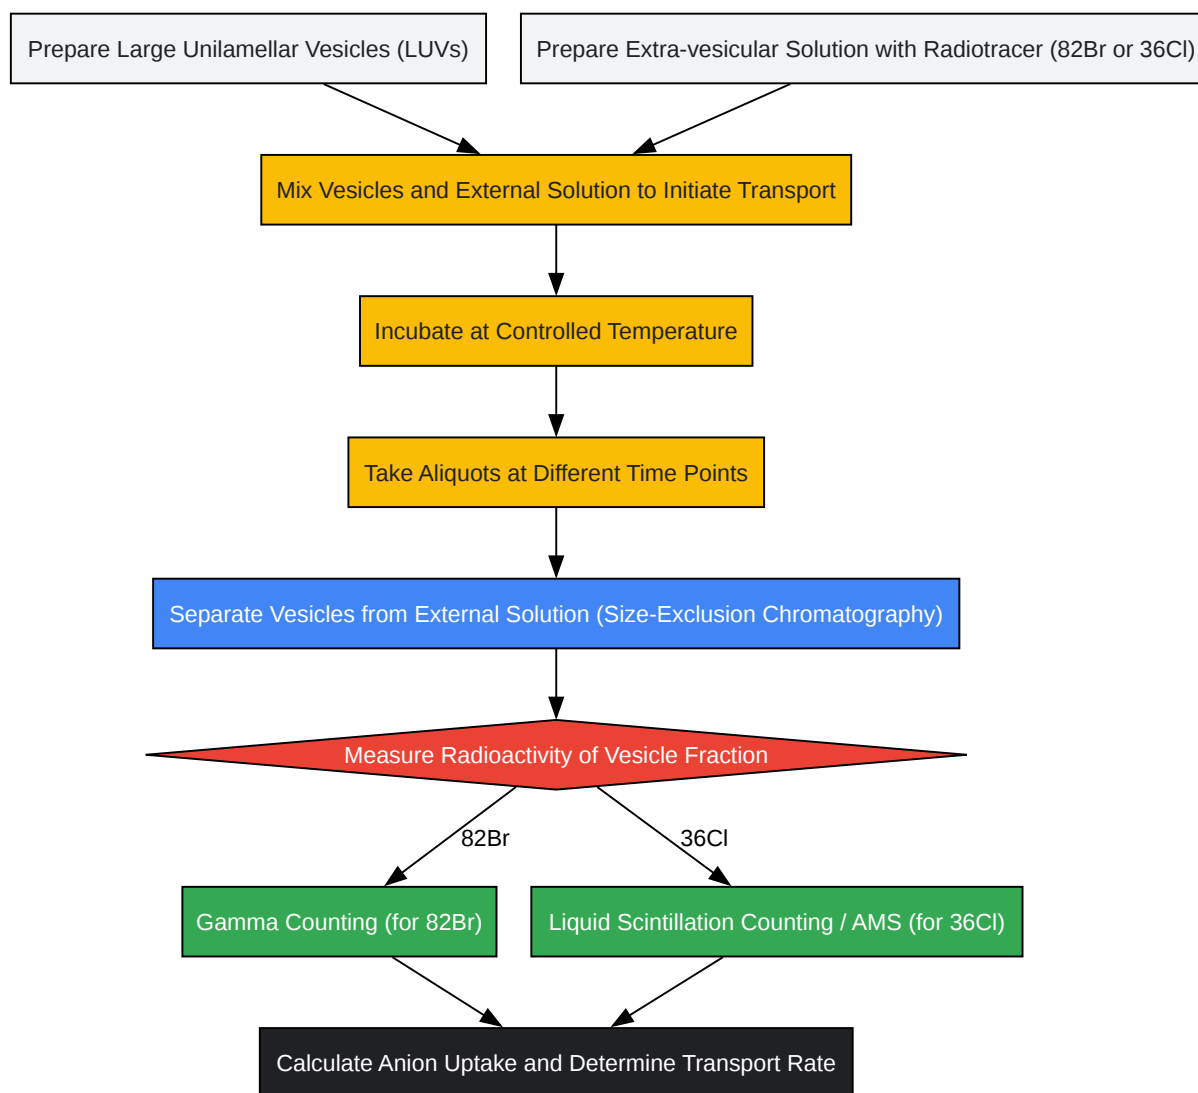 Prepare Large Unilamellar Vesicles (LUVs)
Prepare Extra-vesicular Solution with Radiotracer (82Br or 36Cl)
Mix Vesicles and External Solution to Initiate Transport
Incubate at Controlled Temperature
Take Aliquots at Different Time Points
Separate Vesicles from External Solution (Size-Exclusion Chromatography)
Measure Radioactivity of Vesicle Fraction
82Br
36Cl
Gamma Counting (for 82Br)
Liquid Scintillation Counting / AMS (for 36Cl)
Calculate Anion Uptake and Determine Transport Rate